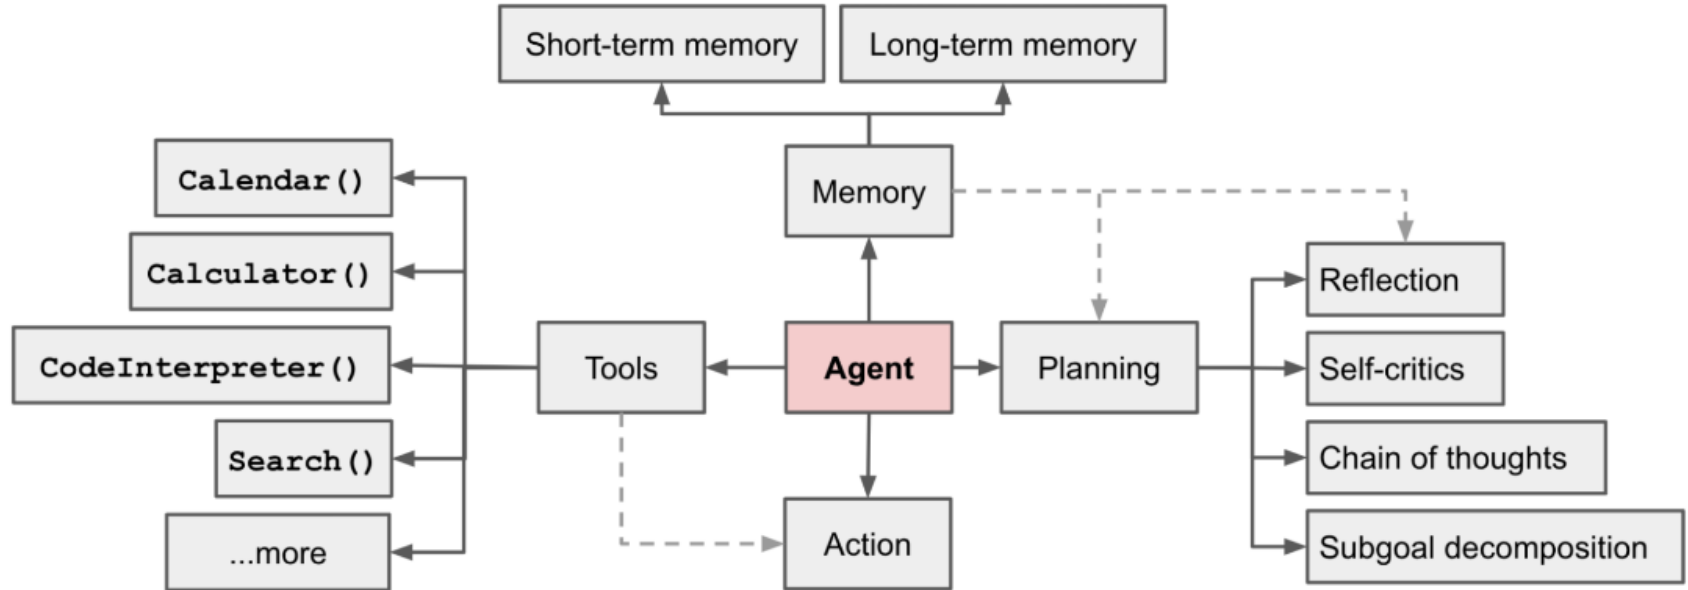 Short-term memory
Long-term memory
Calendar()
Memory
Calculator()
Reflection
CodeInterpreter()
Tools
Agent
Planning
Self-critics
Search()
Chain of thoughts
...more
Action
Subgoal decomposition